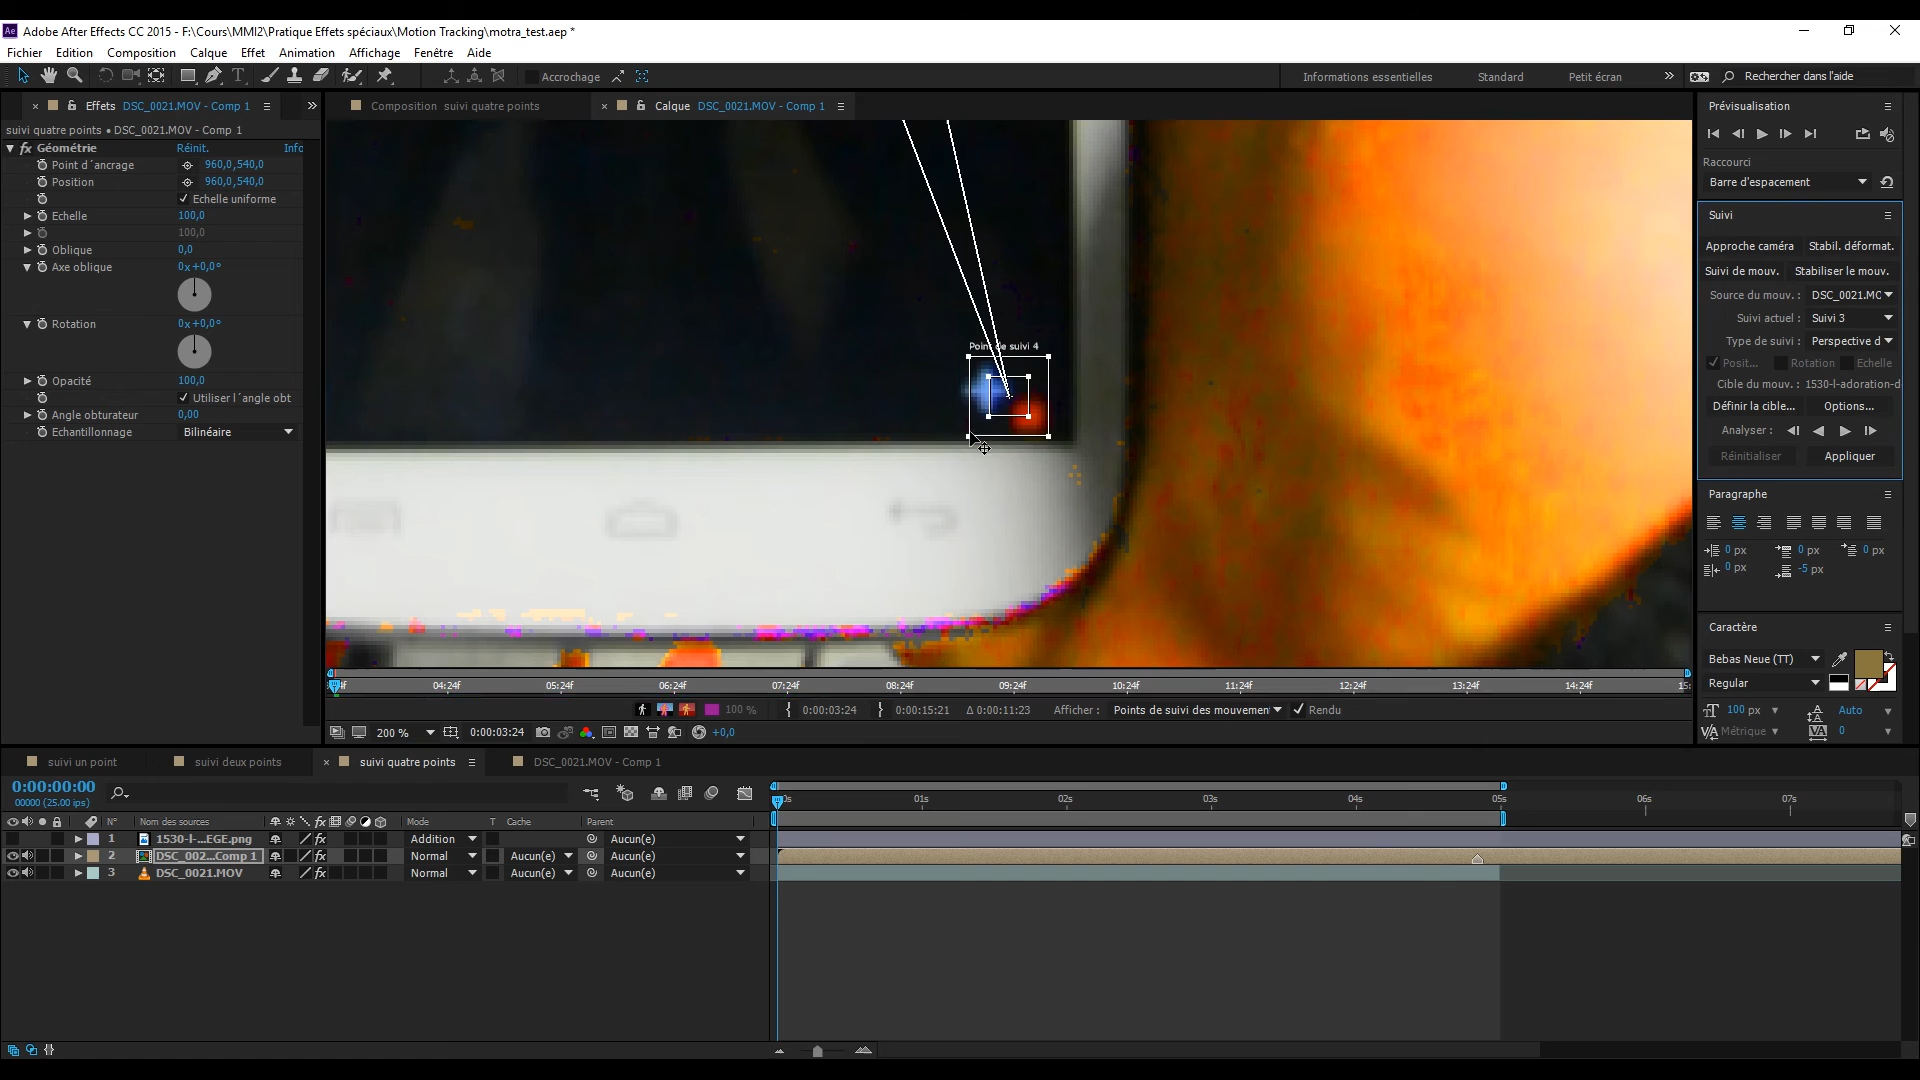 Adobe After Effects CC 2015 - F:\Cours\MMI2\Pratique Effets spéciaux\Motion Tracking\motra_test.aep *
Fichier Edition Composition Calque Effet Animation Affichage Fenêtre Aide
Accrochage
Informations essentielles Standard Petit écran
Rechercher dans l'aide
Effets DSC_0021.MOV - Comp 1
suivi quatre points • DSC_0021.MOV - Comp 1
fx Géométrie Réinit. Info
Point d´ancrage 960,0,540,0
Position 960,0,540,0
Echelle uniforme
Echelle 100,0
100,0
Oblique 0,0
Axe oblique 0x+0,0°
Rotation 0x+0,0°
Opacité 100,0
Utiliser l´angle obt
Angle obturateur 0,00
Echantillonnage Bilinéaire
Composition suivi quatre points
Calque DSC_0021.MOV - Comp 1
Point de suivi 4
04:24f 05:24f 06:24f 07:24f 08:24f 09:24f 10:24f 11:24f 12:24f 13:24f 14:24f 15:
100 % 0:00:03:24 0:00:15:21 Δ 0:00:11:23 Afficher : Points de suivi des mouvemen Rendu
200 % 0:00:03:24 +0,0
Prévisualisation
Raccourci
Barre d'espacement
Suivi
Approche caméra Stabil. déformat.
Suivi de mouv. Stabiliser le mouv.
Source du mouv. : DSC_0021.MC
Suivi actuel : Suivi 3
Type de suivi : Perspective d
Posit... Rotation Echelle
Cible du mouv. : 1530-l-adoration-d
Définir la cible... Options...
Analyser :
Réinitialiser Appliquer
Paragraphe
0 px 0 px 0 px
0 px -5 px
Caractère
Bebas Neue (TT)
Regular
100 px Auto
Métrique 0
suivi un point suivi deux points suivi quatre points DSC_0021.MOV - Comp 1
0:00:00:00
00000 (25.00 ips)
N° Nom des sources fx Mode T Cache Parent
1 1530-l-...EGE.png fx Addition Aucun(e)
2 DSC_002...Comp 1 fx Normal Aucun(e) Aucun(e)
3 DSC_0021.MOV fx Normal Aucun(e) Aucun(e)
01s 02s 03s 04s 05s 06s 07s